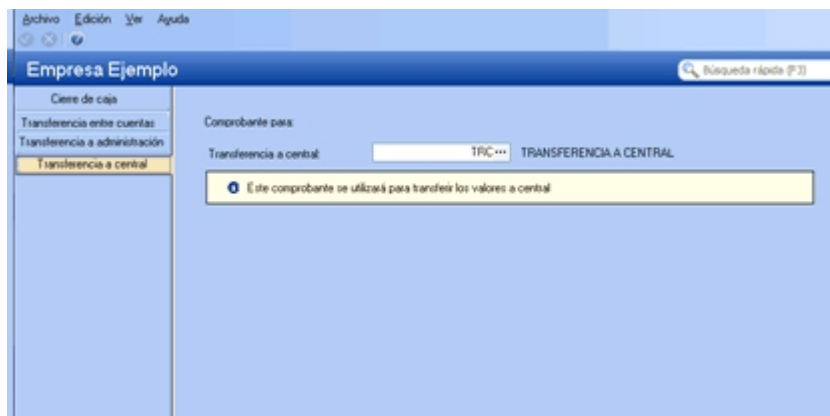 Archivo Edición Ver Ayuda
Empresa Ejemplo
Búsqueda rápida (F3)
Cierre de caja
Transferencia entre cuentas
Transferencia a administración
Transferencia a central
Comprobante para:
Transferencia a central: TRC ... TRANSFERENCIA A CENTRAL
Este comprobante se utilizará para transferir los valores a central